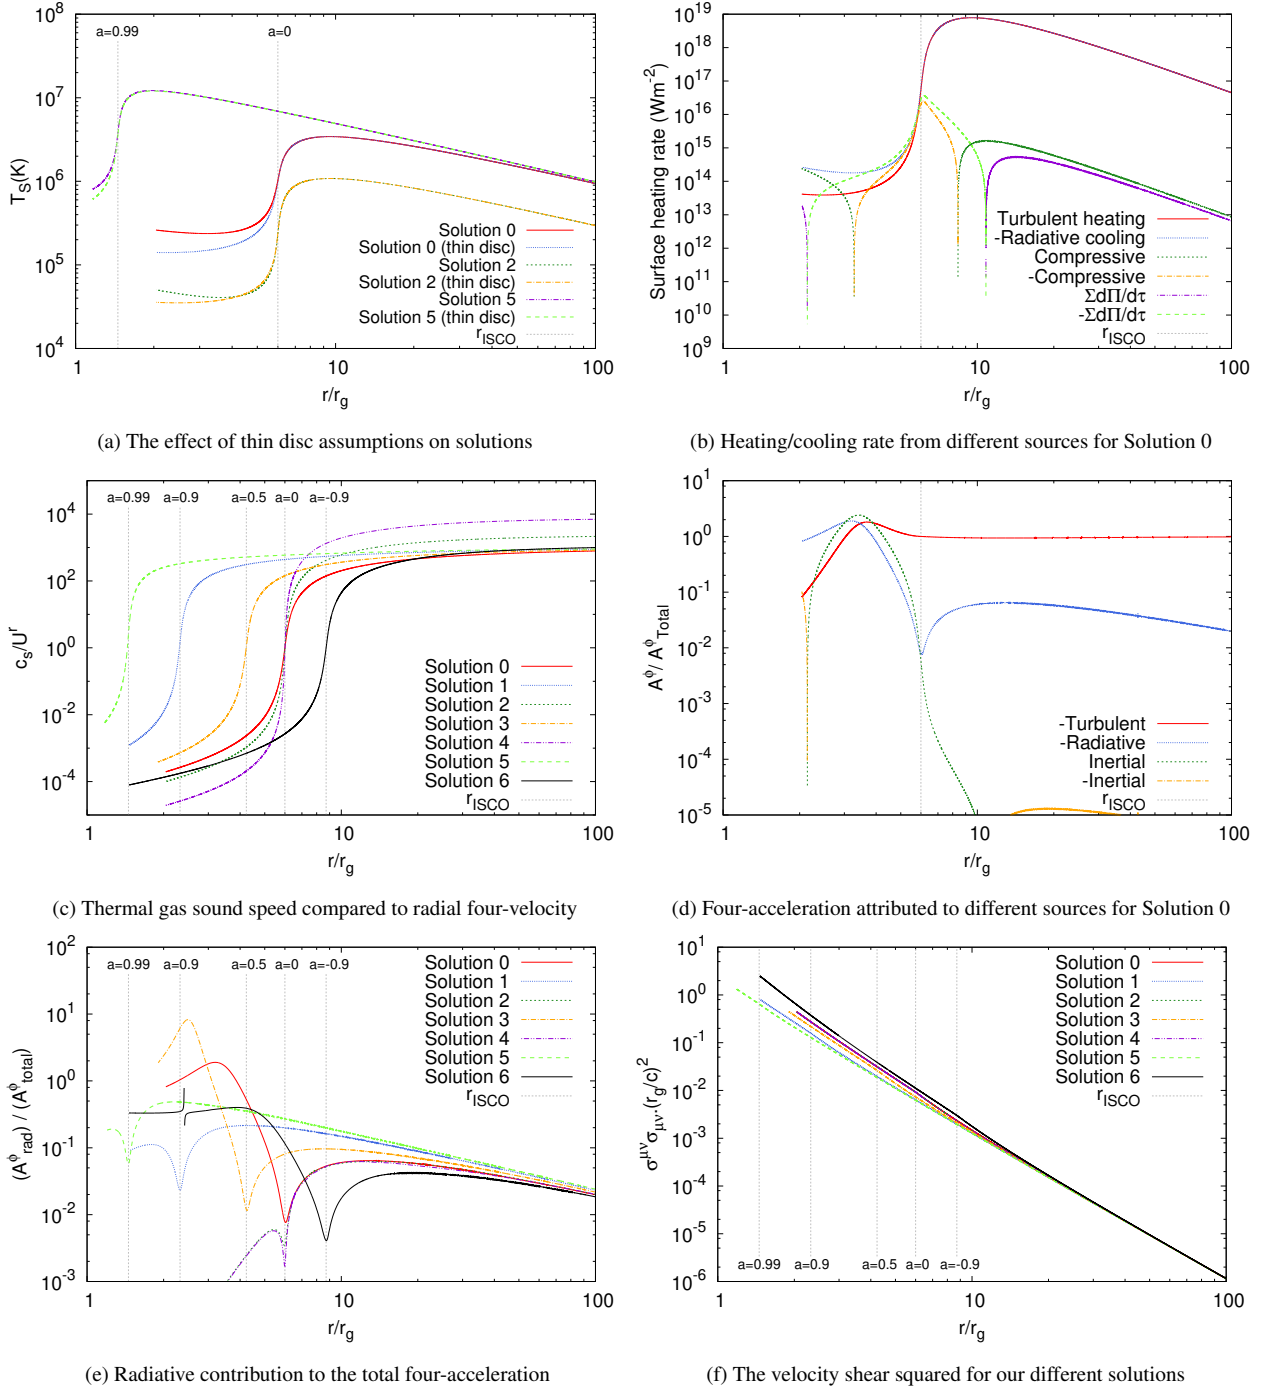 10^8
10^7
10^6
10^5
10^4
T_S(K)
a=0.99
a=0
Solution 0
Solution 0 (thin disc)
Solution 2
Solution 2 (thin disc)
Solution 5
Solution 5 (thin disc)
r_ISCO
1
10
100
r/r_g
(a) The effect of thin disc assumptions on solutions
10^19
10^18
10^17
10^16
10^15
10^14
10^13
10^12
10^11
10^10
10^9
Surface heating rate (Wm^-2)
Turbulent heating
-Radiative cooling
Compressive
-Compressive
ΣdΠ/dτ
-ΣdΠ/dτ
r_ISCO
1
10
100
r/r_g
(b) Heating/cooling rate from different sources for Solution 0
10^4
10^2
10^0
10^-2
10^-4
c_s/U^r
a=0.99
a=0.9
a=0.5
a=0
a=-0.9
Solution 0
Solution 1
Solution 2
Solution 3
Solution 4
Solution 5
Solution 6
r_ISCO
1
10
100
r/r_g
(c) Thermal gas sound speed compared to radial four-velocity
10^1
10^0
10^-1
10^-2
10^-3
10^-4
10^-5
A^ϕ/ A^ϕ_Total
-Turbulent
-Radiative
Inertial
-Inertial
r_ISCO
1
10
100
r/r_g
(d) Four-acceleration attributed to different sources for Solution 0
10^2
10^1
10^0
10^-1
10^-2
10^-3
(A^ϕ_rad) / (A^ϕ_total)
a=0.99
a=0.9
a=0.5
a=0
a=-0.9
Solution 0
Solution 1
Solution 2
Solution 3
Solution 4
Solution 5
Solution 6
r_ISCO
1
10
100
r/r_g
(e) Radiative contribution to the total four-acceleration
10^1
10^0
10^-1
10^-2
10^-3
10^-4
10^-5
10^-6
σ^μν σ_μν.(r_g/c)^2
Solution 0
Solution 1
Solution 2
Solution 3
Solution 4
Solution 5
Solution 6
r_ISCO
a=0.99
a=0.9
a=0.5
a=0
a=-0.9
1
10
100
r/r_g
(f) The velocity shear squared for our different solutions